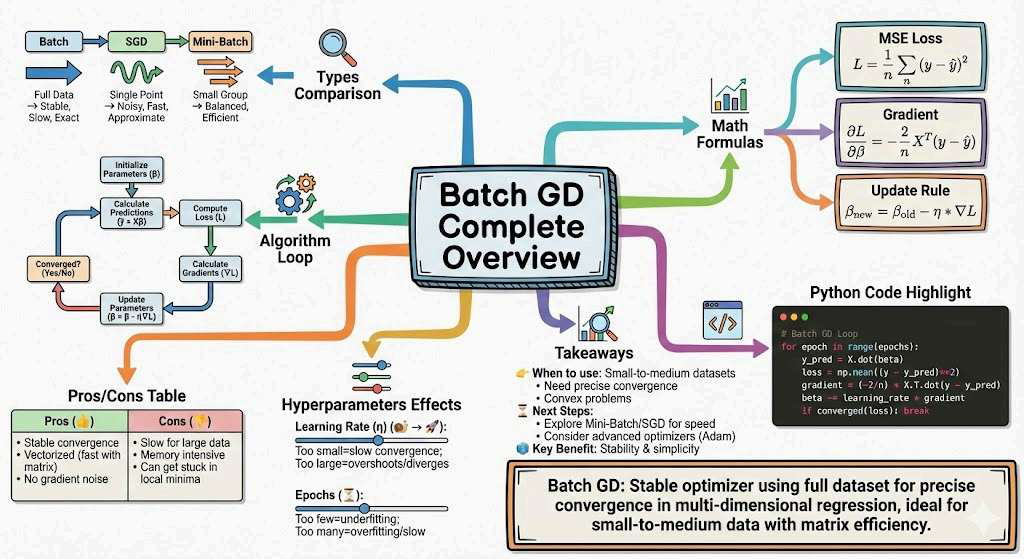 Batch GD
Complete
Overview
Types
Comparison
Batch
SGD
Mini-Batch
Full Data
→ Stable,
Slow, Exact
Single Point
→ Noisy, Fast,
Approximate
Small Group
→ Balanced,
Efficient
Math
Formulas
MSE Loss
L = 1/n ∑ₙ (y − ŷ)²
Gradient
∂L/∂β = −2/n Xᵀ(y − ŷ)
Update Rule
βnew = βold − η * ∇L
Algorithm
Loop
Initialize
Parameters (β)
Calculate
Predictions
(ŷ = Xβ)
Compute
Loss (L)
Calculate
Gradients (∇L)
Update
Parameters
(β = β - η∇L)
Converged?
(Yes/No)
Pros/Cons Table
Pros (👍)
• Stable convergence
• Vectorized (fast with
matrix)
• No gradient noise
Cons (👎)
• Slow for large data
• Memory intensive
• Can get stuck in
local minima
Hyperparameters Effects
Learning Rate (η) (🐌 → 🚀):
Too small=slow convergence;
Too large=overshoots/diverges
Epochs (⏳):
Too few=underfitting;
Too many=overfitting/slow
Takeaways
👉 When to use: Small-to-medium datasets
• Need precise convergence
• Convex problems
⏳ Next Steps:
• Explore Mini-Batch/SGD for speed
• Consider advanced optimizers (Adam)
Key Benefit: Stability & simplicity
</>
Python Code Highlight
# Batch GD Loop
for epoch in range(epochs):
y_pred = X.dot(beta)
loss = np.nean((y - y_pred)**2)
gradient = (-2/n) * X.T.dot(y - y_pred)
beta -= learning_rate * gradient
if converged(loss): break
Batch GD: Stable optimizer using full dataset for precise
convergence in multi-dimensional regression, ideal for
small-to-medium data with matrix efficiency.